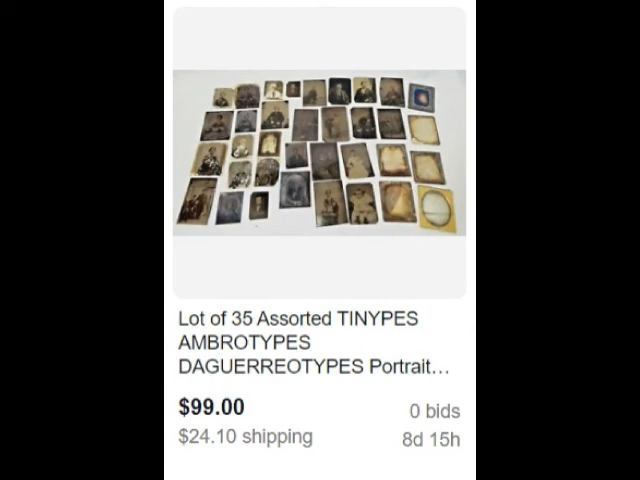 Lot of 35 Assorted TINYPES
AMBROTYPES
DAGUERREOTYPES Portrait...
$99.00
0 bids
$24.10 shipping
8d 15h